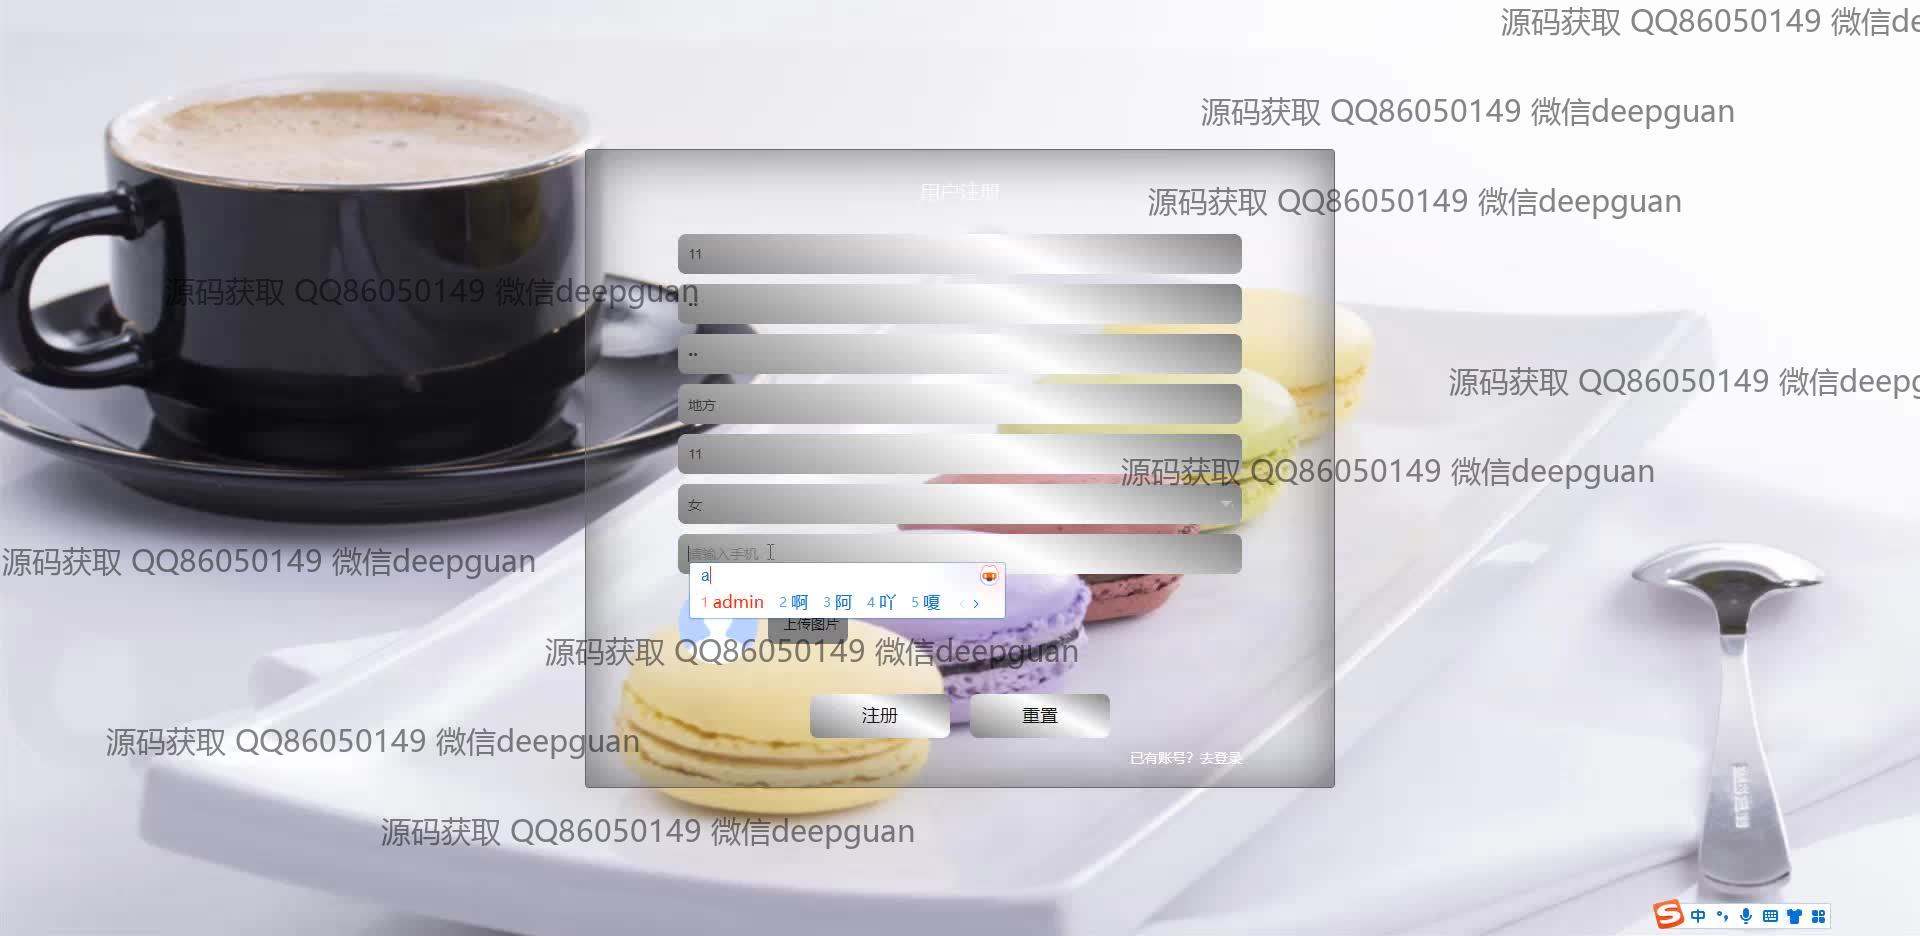 源码获取 QQ86050149 微信de
源码获取 QQ86050149 微信deepguan
用户注册
源码获取 QQ86050149 微信deepguan
11
源码获取 QQ86050149 微信deepguan
••
••
源码获取 QQ86050149 微信deepg
地方
11
源码获取 QQ86050149 微信deepguan
女
请输入手机
源码获取 QQ86050149 微信deepguan
a
1 admin 2 啊 3 阿 4 吖 5 嗄
上传图片
源码获取 QQ86050149 微信deepguan
注册 重置
源码获取 QQ86050149 微信deepguan
已有账号？去登录
源码获取 QQ86050149 微信deepguan
S 中